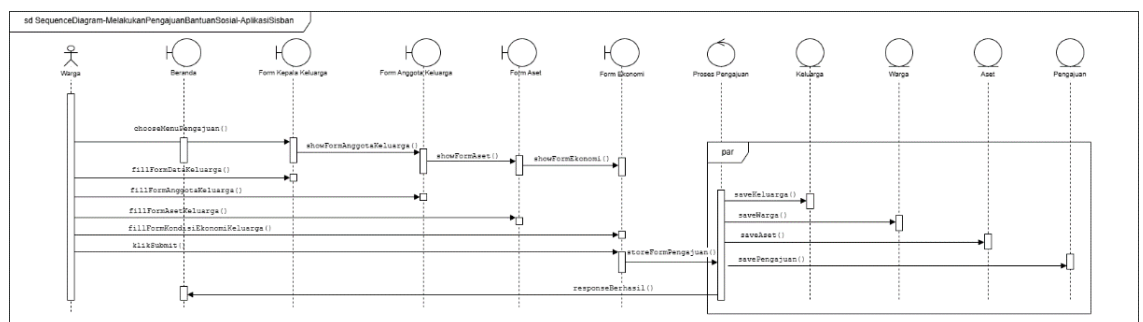 sd SequenceDiagram-MelakukanPengajuanBantuanSosial-AplikasiSisban
Warga
Beranda
Form Kepala Keluarga
Form Anggota Keluarga
Form Aset
Form Ekonomi
Proses Pengajuan
Keluarga
Warga
Aset
Pengajuan
chooseMenuPengajuan()
showFormAnggotaKeluarga()
showFormAset()
showFormEkonomi()
par
fillFormDataKeluarga()
fillFormAnggotaKeluarga()
saveKeluarga()
fillFormAsetKeluarga()
saveWarga()
fillFormKondisiEkonomiKeluarga()
saveAset()
klikSubmit()
storeFormPengajuan()
savePengajuan()
responseBerhasil()